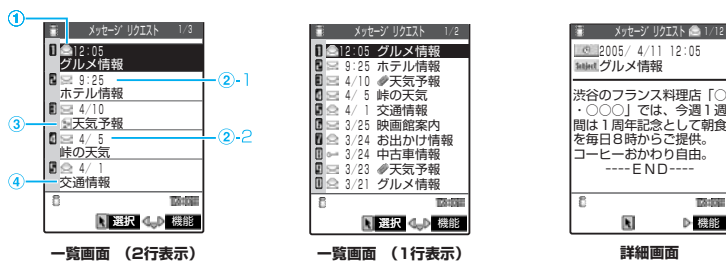 ① メッセージリクエスト 1/3
1 12:05
グルメ情報
2 9:25 ②-1
ホテル情報
3 4/10
③ 天気予報
4 4/ 5 ②-2
峠の天気
5 4/ 1
④ 交通情報
選択 機能
一覧画面 (2行表示)
メッセージリクエスト 1/2
1 12:05 グルメ情報
2 9:25 ホテル情報
3 4/10 天気予報
4 4/ 5 峠の天気
5 4/ 1 交通情報
6 3/25 映画館案内
7 3/24 お出かけ情報
3/24 中古車情報
3/23 天気予報
3/21 グルメ情報
選択 機能
一覧画面 (1行表示)
メッセージリクエスト 1/12
2005/ 4/11 12:05
Subject グルメ情報
渋谷のフランス料理店「○
・○○○」では、今週1週
間は1周年記念として朝食
を毎日8時からご提供。
コーヒーおかわり自由。
----END----
機能
詳細画面